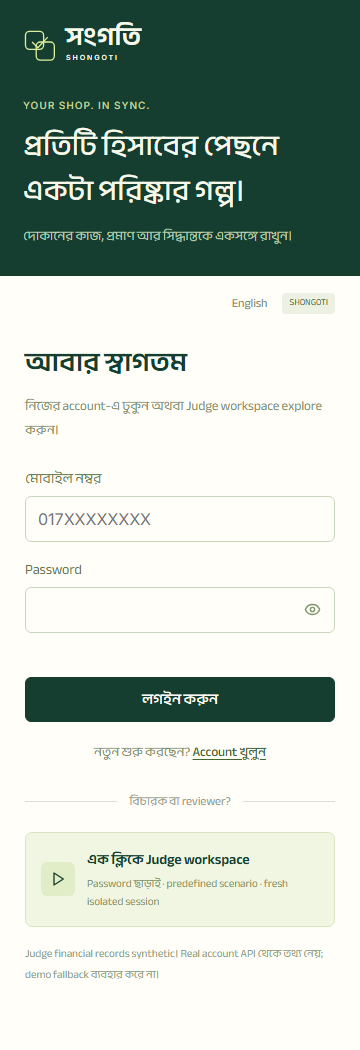 সংগতি
SHONGOTI
YOUR SHOP. IN SYNC.
প্রতিটি হিসাবের পেছনে
একটা পরিষ্কার গল্প।
দোকানের কাজ, প্রমাণ আর সিদ্ধান্তকে একসঙ্গে রাখুন।
English
SHONGOTI
আবার স্বাগতম
নিজের account-এ ঢুকুন অথবা Judge workspace explore
করুন।
মোবাইল নম্বর
017XXXXXXXX
Password
লগইন করুন
নতুন শুরু করছেন? Account খুলুন
বিচারক বা reviewer?
এক ক্লিকে Judge workspace
Password ছাড়াই · predefined scenario · fresh
isolated session
Judge financial records synthetic। Real account API থেকে তথ্য নেয়;
demo fallback ব্যবহার করে না।